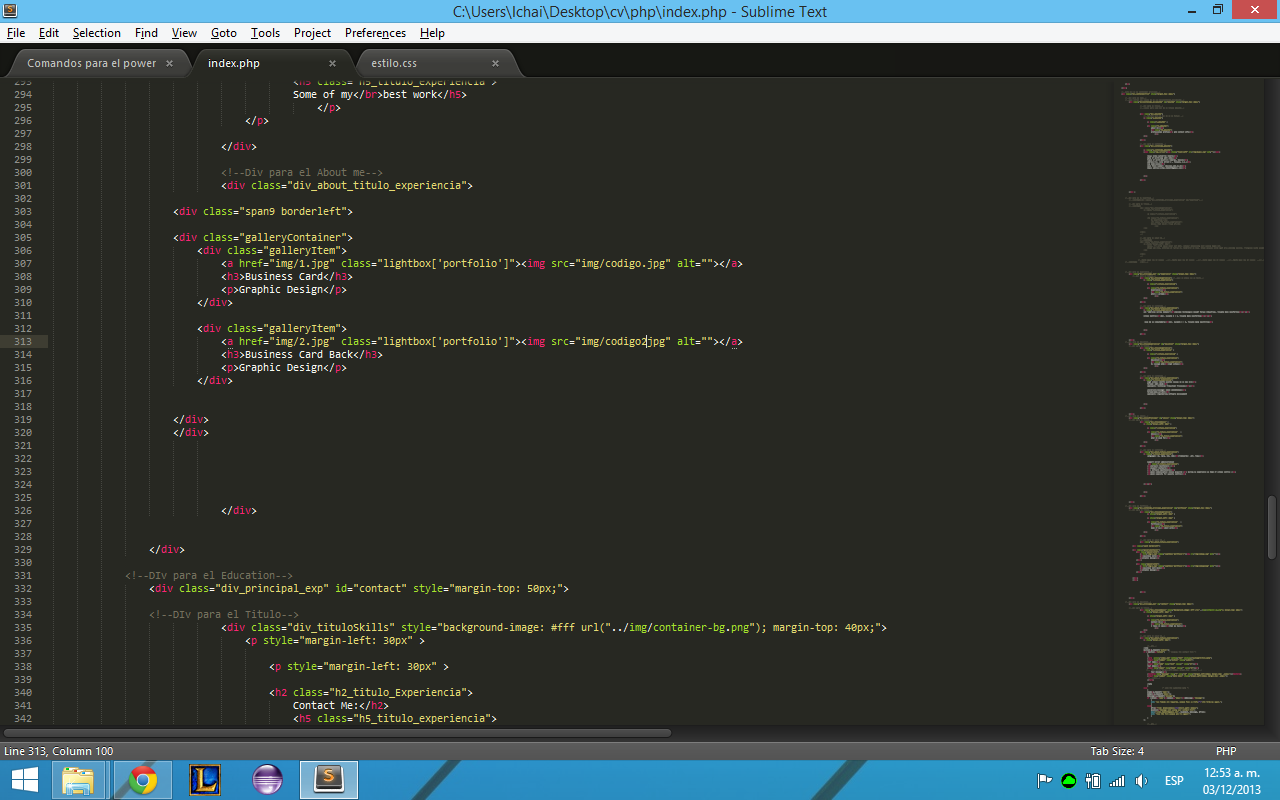 C:\Users\Ichai\Desktop\cv\php\index.php - Sublime Text
File Edit Selection Find View Goto Tools Project Preferences Help
Comandos para el power × index.php × estilo.css ×
293 <h5 class="h5_titulo_experiencia">
294 Some of my</br>best work</h5>
295 </p>
296 </p>
297
298 </div>
299
300 <!--Div para el About me-->
301 <div class="div_about_titulo_experiencia">
302
303 <div class="span9 borderleft">
304
305 <div class="galleryContainer">
306 <div class="galleryItem">
307 <a href="img/1.jpg" class="lightbox['portfolio']"><img src="img/codigo.jpg" alt=""></a>
308 <h3>Business Card</h3>
309 <p>Graphic Design</p>
310 </div>
311
312 <div class="galleryItem">
313 <a href="img/2.jpg" class="lightbox['portfolio']"><img src="img/codigo2jpg" alt=""></a>
314 <h3>Business Card Back</h3>
315 <p>Graphic Design</p>
316 </div>
317
318
319 </div>
320 </div>
321
322
323
324
325
326 </div>
327
328
329 </div>
330
331 <!--DIv para el Education-->
332 <div class="div_principal_exp" id="contact" style="margin-top: 50px;">
333
334 <!--DIv para el Titulo-->
335 <div class="div_tituloSkills" style="background-image: #fff url("../img/container-bg.png"); margin-top: 40px;">
336 <p style="margin-left: 30px" >
337
338 <p style="margin-left: 30px" >
339
340 <h2 class="h2_titulo_Experiencia">
341 Contact Me:</h2>
342 <h5 class="h5_titulo_experiencia">
Line 313, Column 100 Tab Size: 4 PHP
ESP 12:53 a. m.
03/12/2013